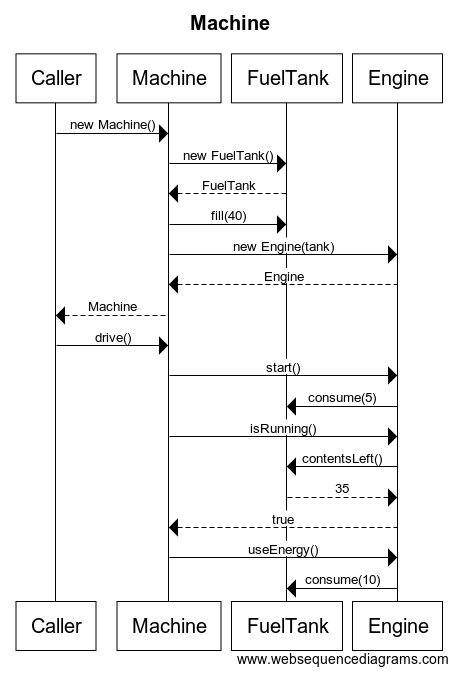 Machine
Caller Machine FuelTank Engine
new Machine()
new FuelTank()
FuelTank
fill(40)
new Engine(tank)
Engine
Machine
drive()
start()
consume(5)
isRunning()
contentsLeft()
35
true
useEnergy()
consume(10)
Caller Machine FuelTank Engine
www.websequencediagrams.com